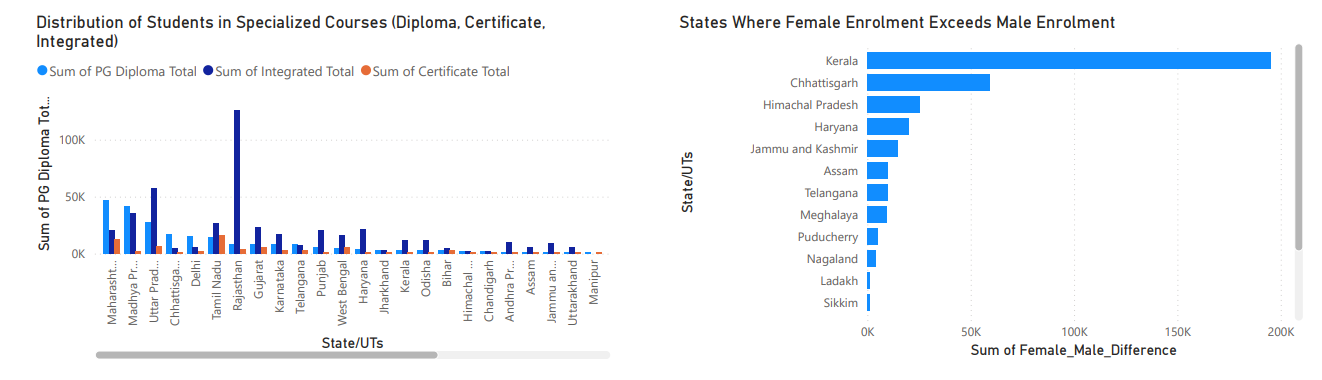 Distribution of Students in Specialized Courses (Diploma, Certificate,
Integrated)
Sum of PG Diploma Total Sum of Integrated Total Sum of Certificate Total
Sum of PG Diploma Tot...
100K
50K
0K
Maharasht...
Madhya Pr...
Uttar Prad...
Chhattisga...
Delhi
Tamil Nadu
Rajasthan
Gujarat
Karnataka
Telangana
Punjab
West Bengal
Haryana
Jharkhand
Kerala
Odisha
Bihar
Himachal ...
Chandigarh
Andhra Pr...
Assam
Jammu an...
Uttarakhand
Manipur
State/UTs
States Where Female Enrolment Exceeds Male Enrolment
State/UTs
Kerala
Chhattisgarh
Himachal Pradesh
Haryana
Jammu and Kashmir
Assam
Telangana
Meghalaya
Puducherry
Nagaland
Ladakh
Sikkim
0K 50K 100K 150K 200K
Sum of Female_Male_Difference